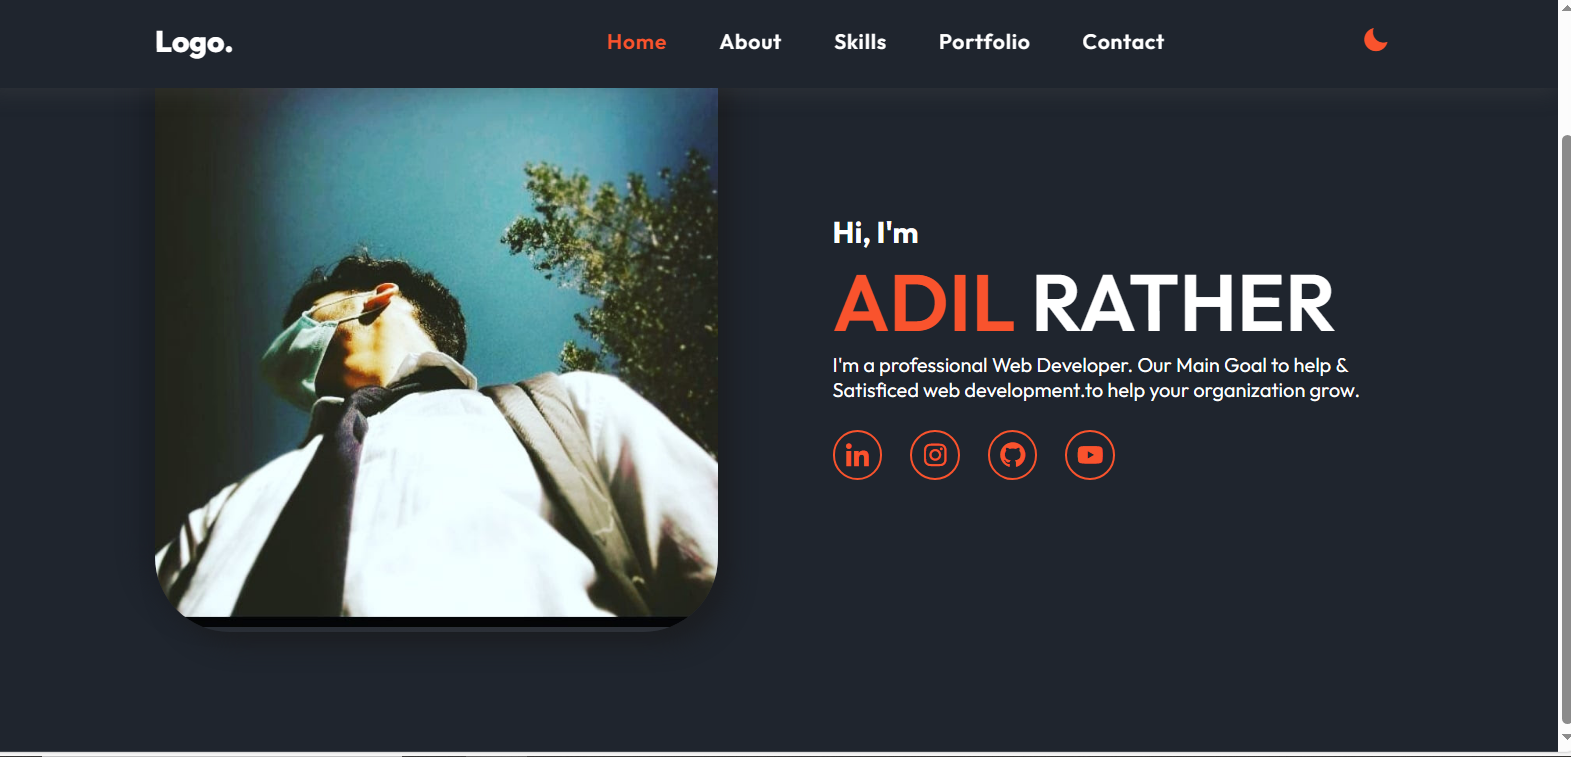 Logo.
Home About Skills Portfolio Contact
Hi, I'm
ADIL RATHER
I'm a professional Web Developer. Our Main Goal to help &
Satisficed web development.to help your organization grow.
in